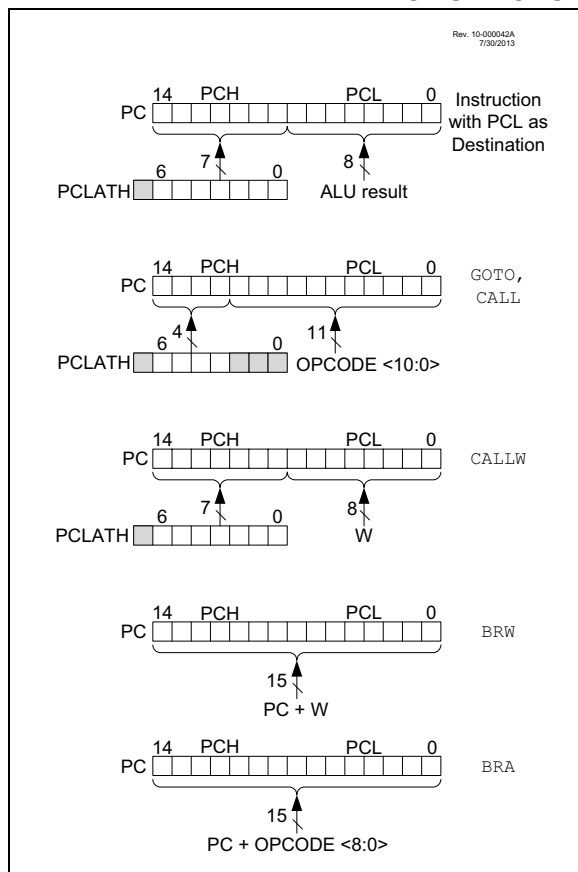 Rev. 10-000042A
7/30/2013
14 PCH PCL 0
PC
Instruction
with PCL as
Destination
6 7 0 8
PCLATH ALU result
14 PCH PCL 0
PC
GOTO,
CALL
6 4 0 11
PCLATH OPCODE <10:0>
14 PCH PCL 0
PC CALLW
6 7 0 8
PCLATH W
14 PCH PCL 0
PC BRW
15
PC + W
14 PCH PCL 0
PC BRA
15
PC + OPCODE <8:0>